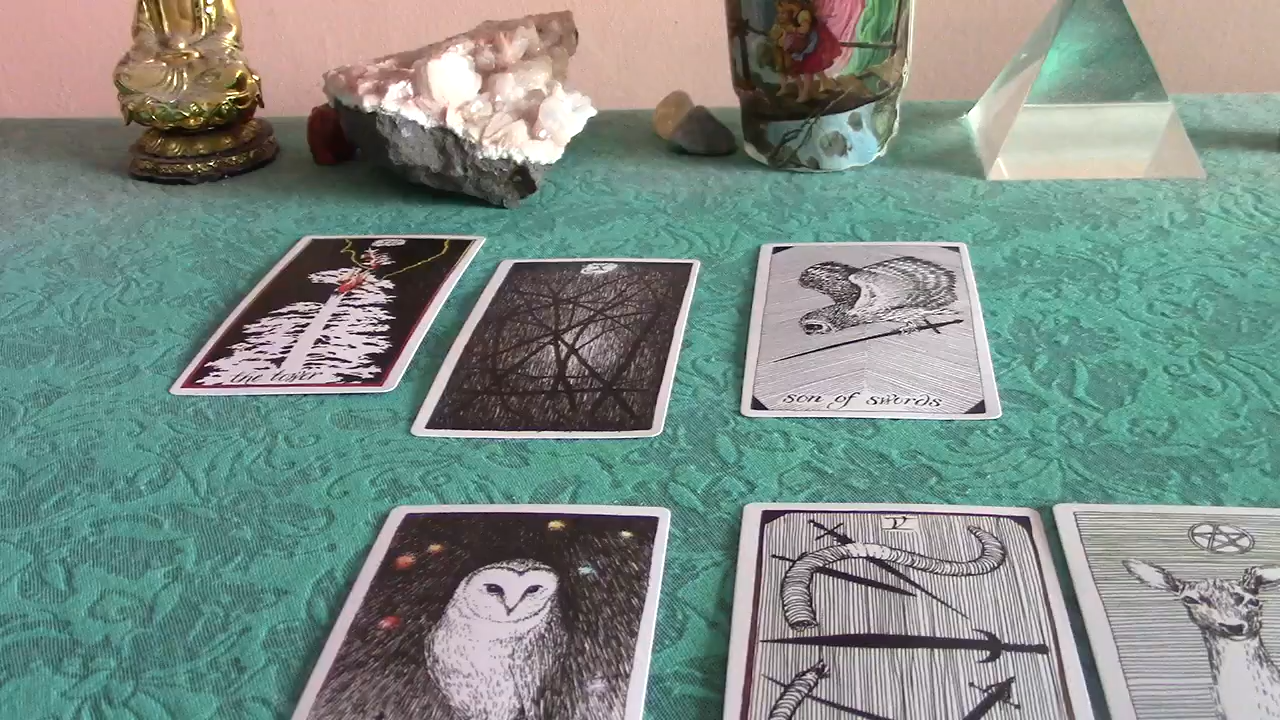 the tower
X
son of swords
V